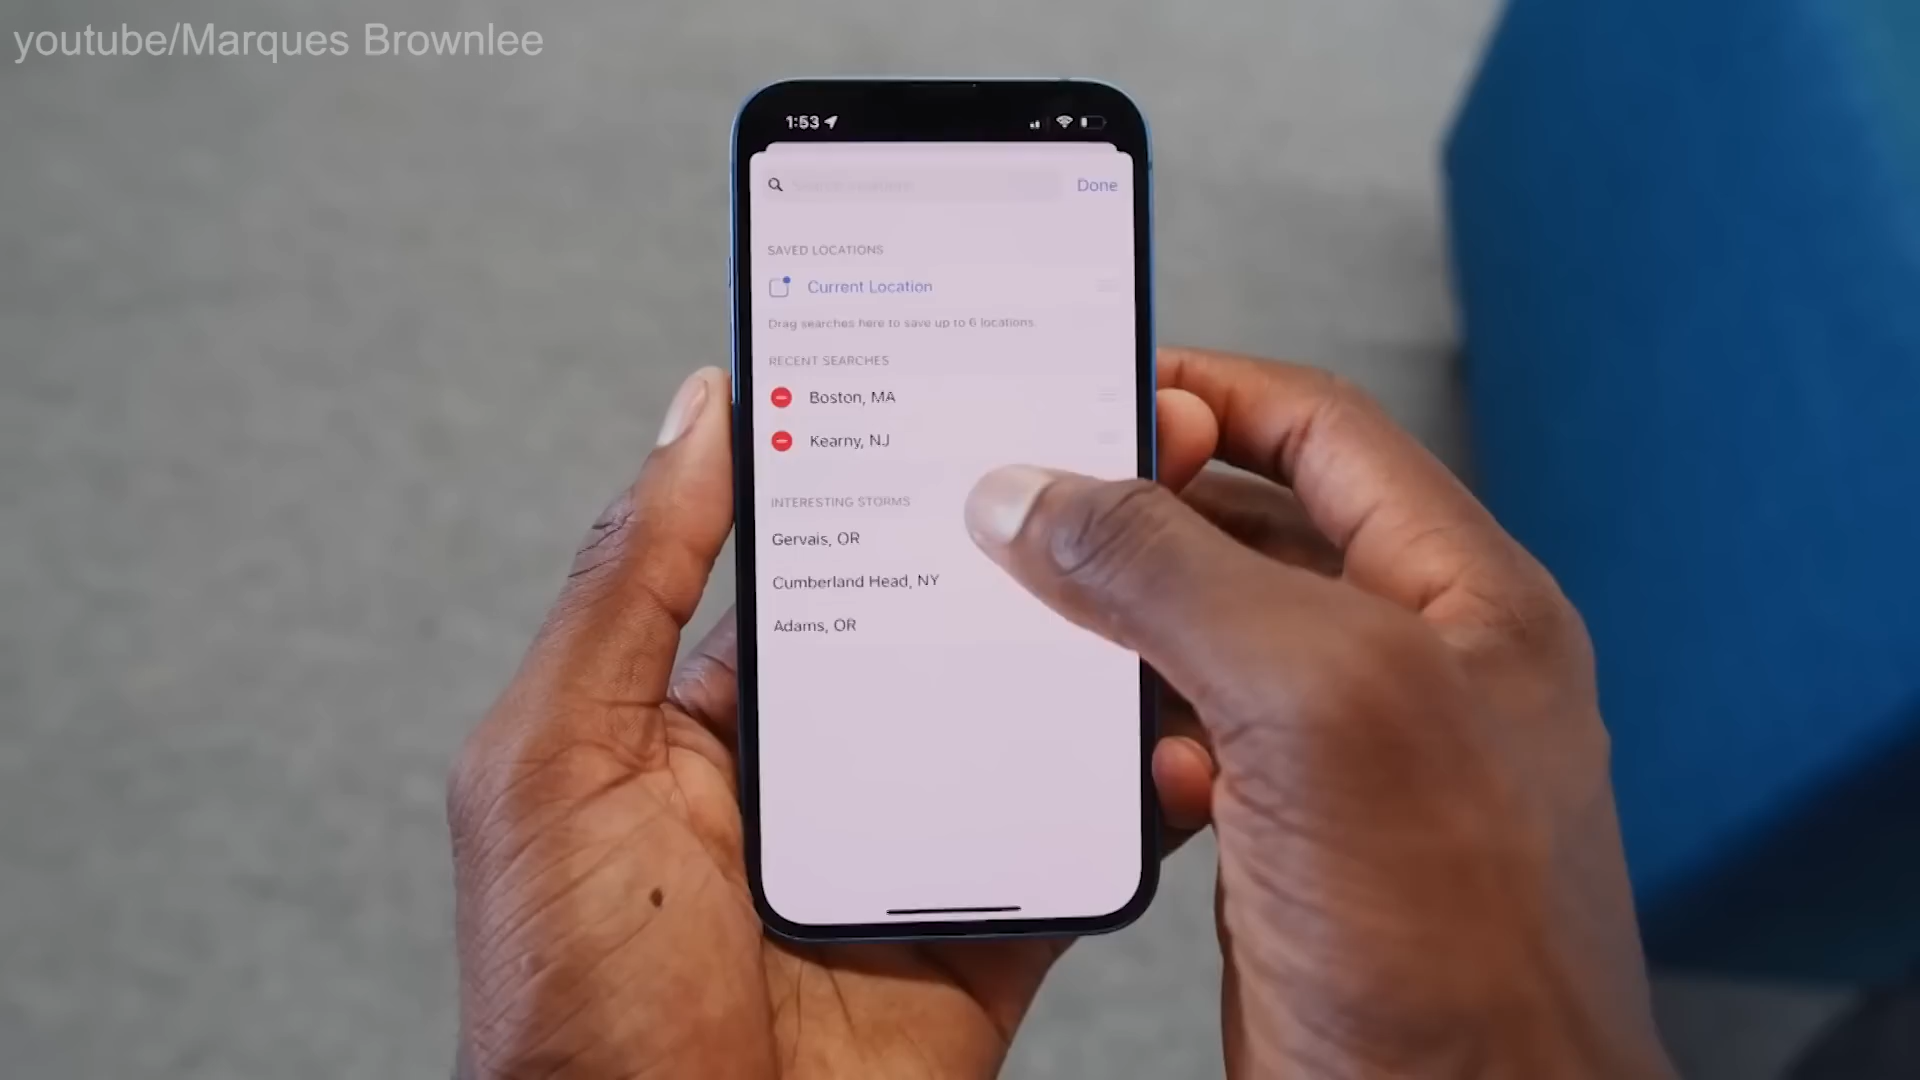 youtube/Marques Brownlee
1:53
Done
SAVED LOCATIONS
Current Location
Drag searches here to save up to 6 locations.
RECENT SEARCHES
Boston, MA
Kearny, NJ
INTERESTING STORMS
Gervais, OR
Cumberland Head, NY
Adams, OR